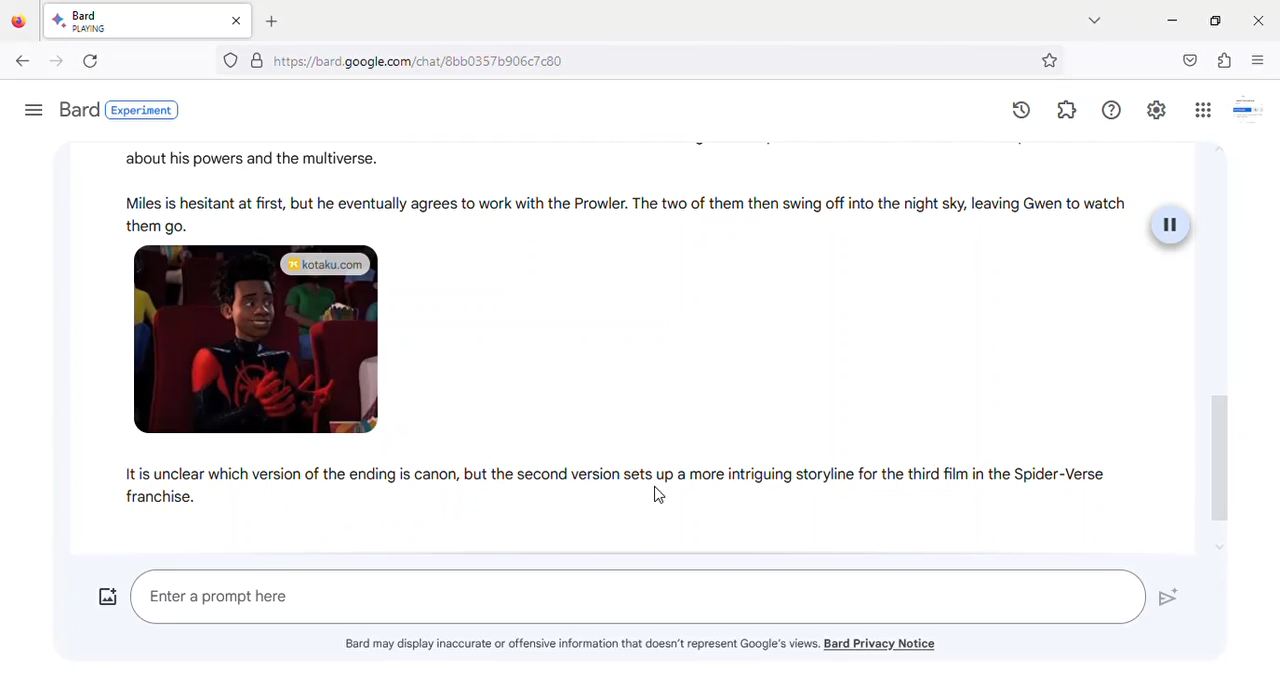 Bard
PLAYING
https://bard.google.com/chat/8bb0357b906c7c80
Bard Experiment
about his powers and the multiverse.
Miles is hesitant at first, but he eventually agrees to work with the Prowler. The two of them then swing off into the night sky, leaving Gwen to watch
them go.
kotaku.com
It is unclear which version of the ending is canon, but the second version sets up a more intriguing storyline for the third film in the Spider-Verse
franchise.
Enter a prompt here
Bard may display inaccurate or offensive information that doesn't represent Google's views. Bard Privacy Notice